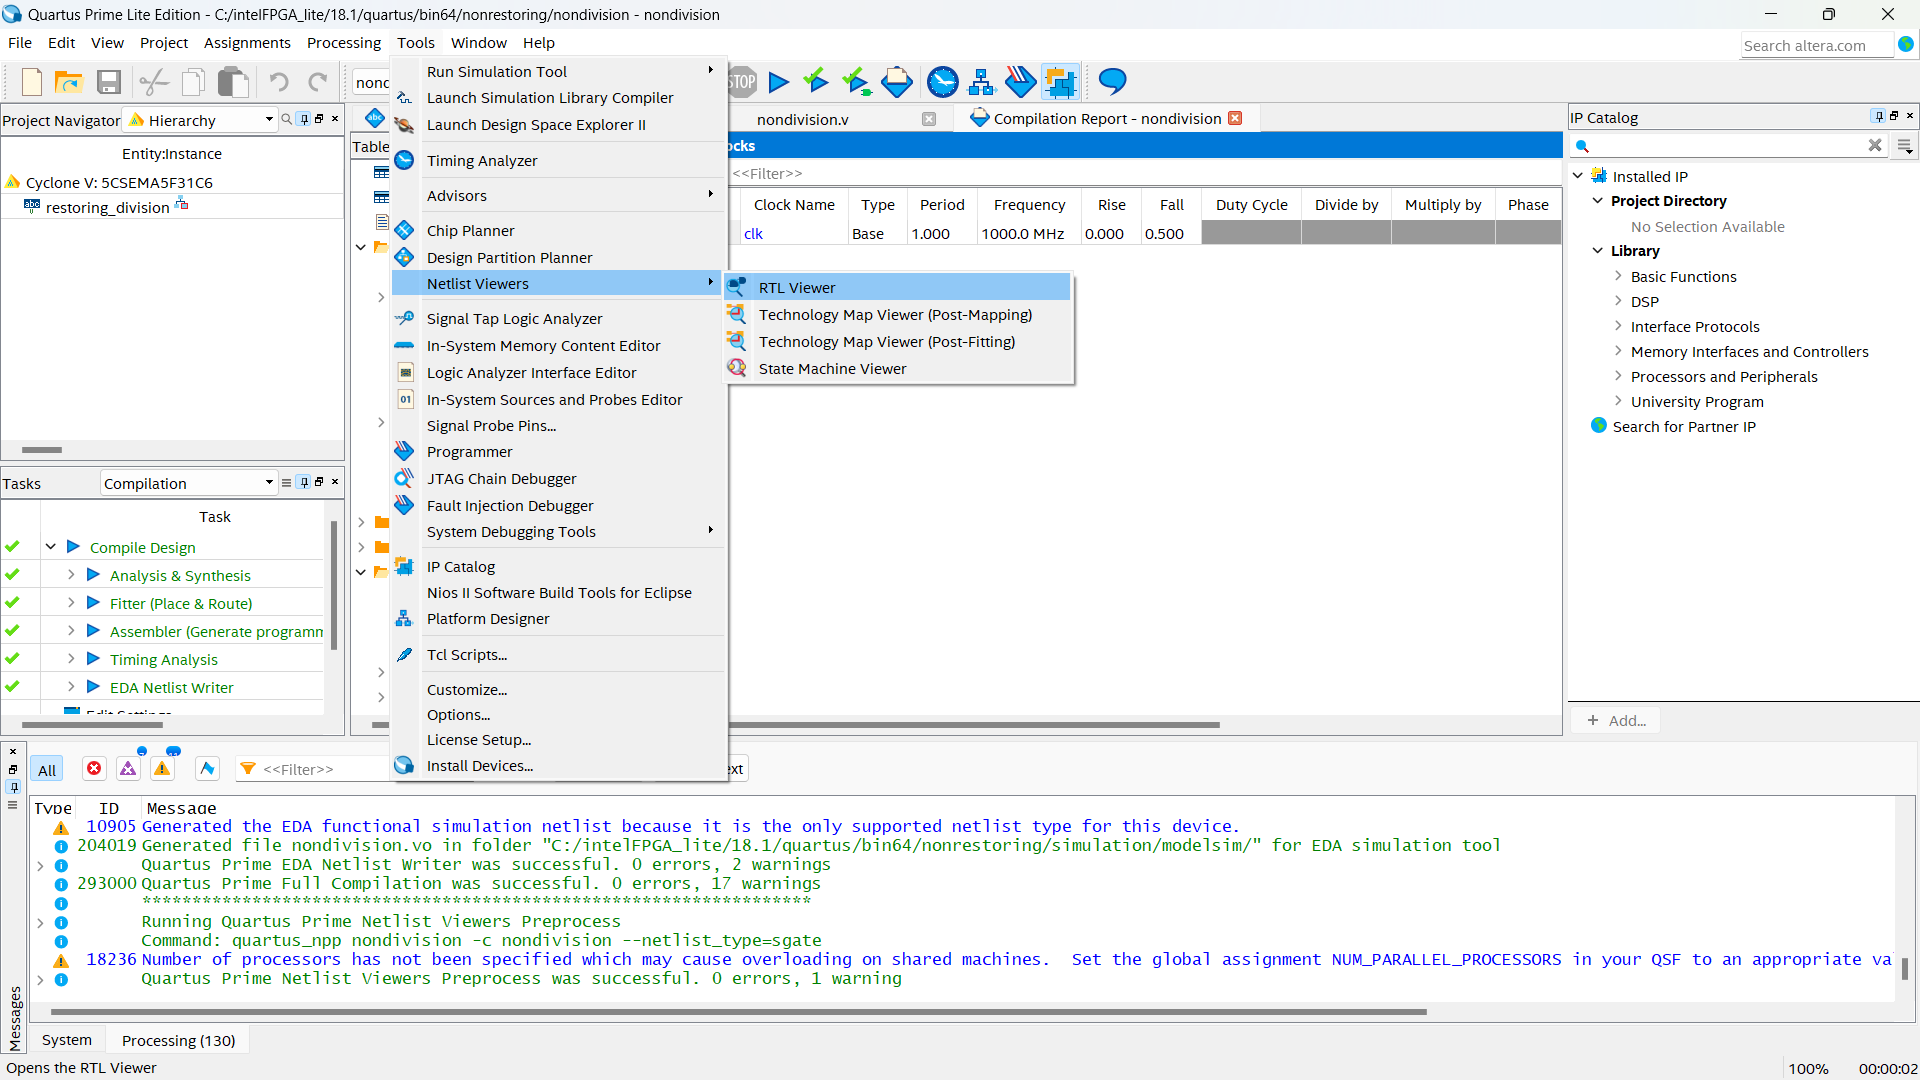 Quartus Prime Lite Edition - C:/intelFPGA_lite/18.1/quartus/bin64/nonrestoring/nondivision - nondivision
File Edit View Project Assignments Processing Tools Window Help
Search altera.com
nond
STOP
Project Navigator Hierarchy
Entity:Instance
Cyclone V: 5CSEMA5F31C6
abc restoring_division
Tasks Compilation
Task
Compile Design
Analysis & Synthesis
Fitter (Place & Route)
Assembler (Generate programm
Timing Analysis
EDA Netlist Writer
Edit Settings
abc
Table
Run Simulation Tool
Launch Simulation Library Compiler
Launch Design Space Explorer II
Timing Analyzer
Advisors
Chip Planner
Design Partition Planner
Netlist Viewers
Signal Tap Logic Analyzer
In-System Memory Content Editor
Logic Analyzer Interface Editor
01 In-System Sources and Probes Editor
Signal Probe Pins...
Programmer
JTAG Chain Debugger
Fault Injection Debugger
System Debugging Tools
IP Catalog
Nios II Software Build Tools for Eclipse
Platform Designer
Tcl Scripts...
Customize...
Options...
License Setup...
Install Devices...
RTL Viewer
Technology Map Viewer (Post-Mapping)
Technology Map Viewer (Post-Fitting)
State Machine Viewer
nondivision.v
Compilation Report - nondivision
ocks
<<Filter>>
Clock Name Type Period Frequency Rise Fall Duty Cycle Divide by Multiply by Phase
clk Base 1.000 1000.0 MHz 0.000 0.500
IP Catalog
Installed IP
Project Directory
No Selection Available
Library
Basic Functions
DSP
Interface Protocols
Memory Interfaces and Controllers
Processors and Peripherals
University Program
Search for Partner IP
+ Add...
All
<<Filter>>
ext
Type ID Message
10905 Generated the EDA functional simulation netlist because it is the only supported netlist type for this device.
204019 Generated file nondivision.vo in folder "C:/intelFPGA_lite/18.1/quartus/bin64/nonrestoring/simulation/modelsim/" for EDA simulation tool
Quartus Prime EDA Netlist Writer was successful. 0 errors, 2 warnings
293000 Quartus Prime Full Compilation was successful. 0 errors, 17 warnings
*******************************************************************
Running Quartus Prime Netlist Viewers Preprocess
Command: quartus_npp nondivision -c nondivision --netlist_type=sgate
18236 Number of processors has not been specified which may cause overloading on shared machines.  Set the global assignment NUM_PARALLEL_PROCESSORS in your QSF to an appropriate va
Quartus Prime Netlist Viewers Preprocess was successful. 0 errors, 1 warning
Messages
System Processing (130)
Opens the RTL Viewer
100% 00:00:02